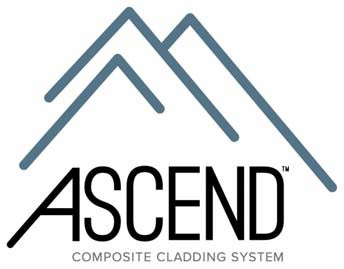 ASCEND™
COMPOSITE CLADDING SYSTEM